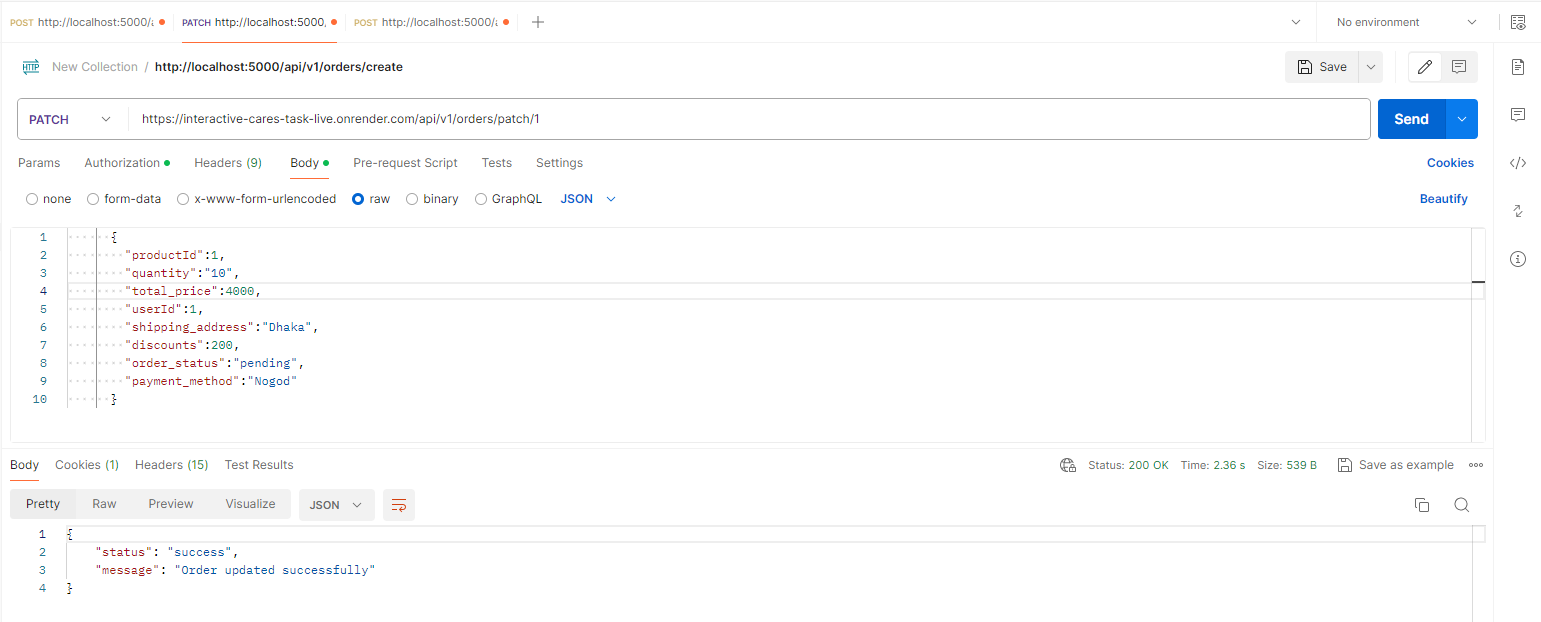 POST http://localhost:5000/a PATCH http://localhost:5000, POST http://localhost:5000/a No environment
HTTP New Collection / http://localhost:5000/api/v1/orders/create Save
PATCH https://interactive-cares-task-live.onrender.com/api/v1/orders/patch/1 Send
Params Authorization Headers (9) Body Pre-request Script Tests Settings Cookies
none form-data x-www-form-urlencoded raw binary GraphQL JSON Beautify
1 {
2 "productId":1,
3 "quantity":"10",
4 "total_price":4000,
5 "userId":1,
6 "shipping_address":"Dhaka",
7 "discounts":200,
8 "order_status":"pending",
9 "payment_method":"Nogod"
10 }
Body Cookies (1) Headers (15) Test Results Status: 200 OK Time: 2.36 s Size: 539 B Save as example
Pretty Raw Preview Visualize JSON
1 {
2 "status": "success",
3 "message": "Order updated successfully"
4 }